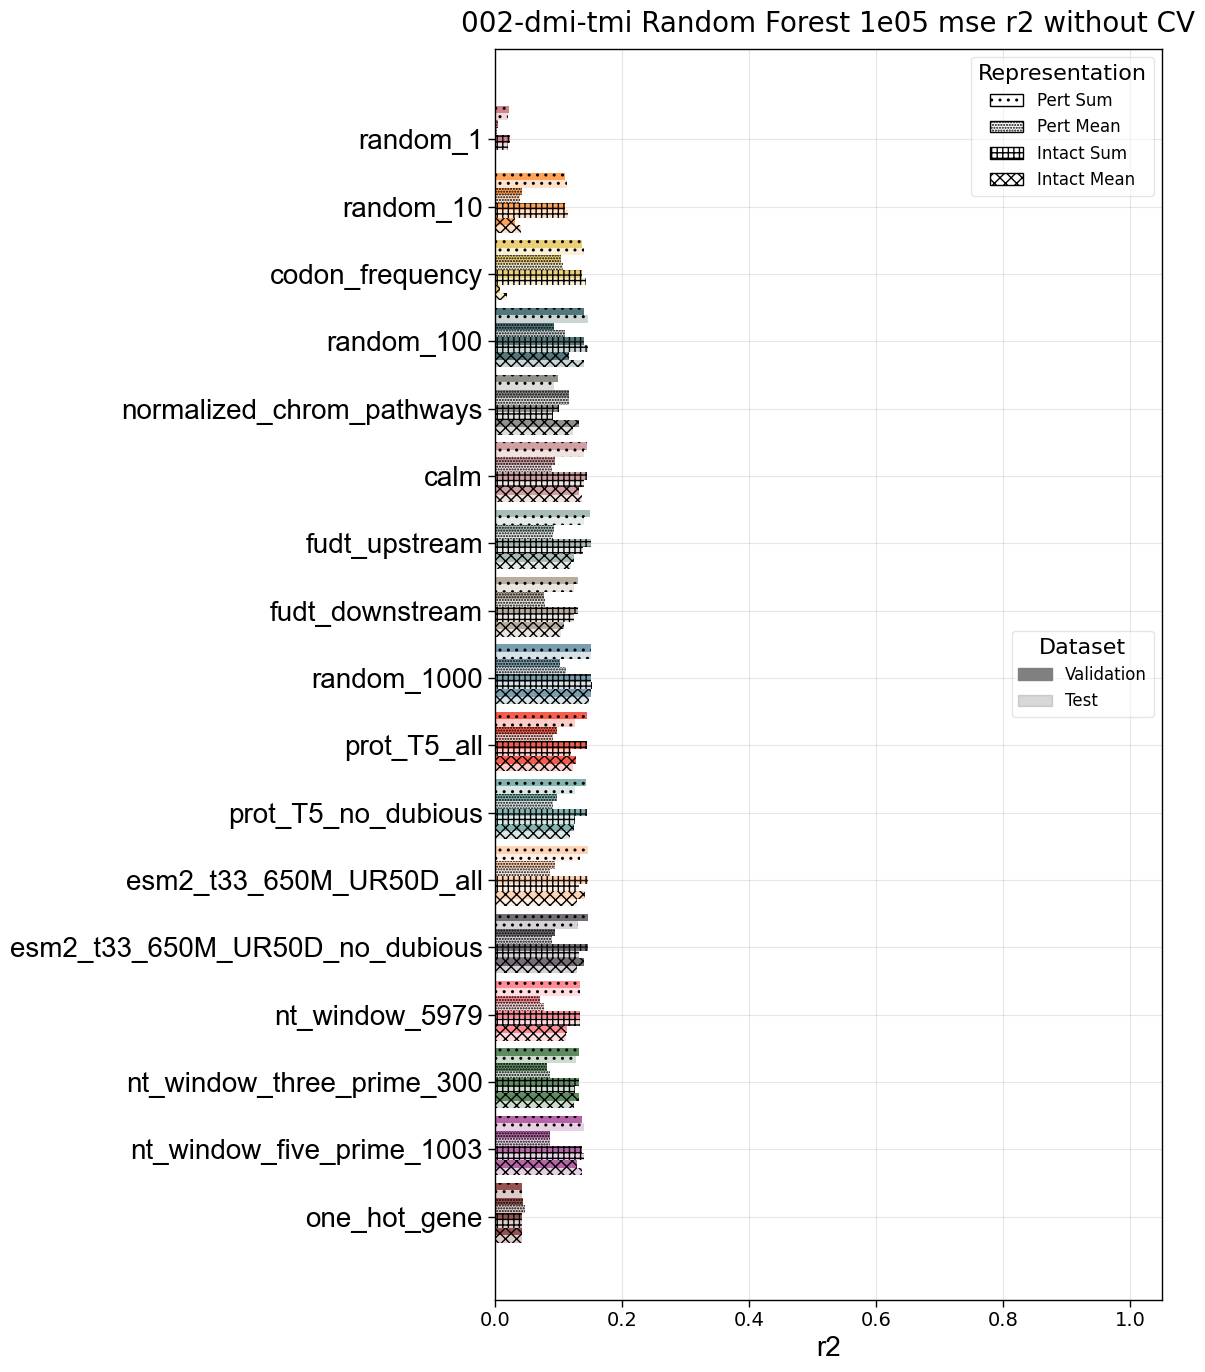 002-dmi-tmi Random Forest 1e05 mse r2 without CV
Representation
Pert Sum
Pert Mean
Intact Sum
Intact Mean
random_1
random_10
codon_frequency
random_100
normalized_chrom_pathways
calm
fudt_upstream
fudt_downstream
Dataset
Validation
Test
random_1000
prot_T5_all
prot_T5_no_dubious
esm2_t33_650M_UR50D_all
esm2_t33_650M_UR50D_no_dubious
nt_window_5979
nt_window_three_prime_300
nt_window_five_prime_1003
one_hot_gene
0.0 0.2 0.4 0.6 0.8 1.0
r2